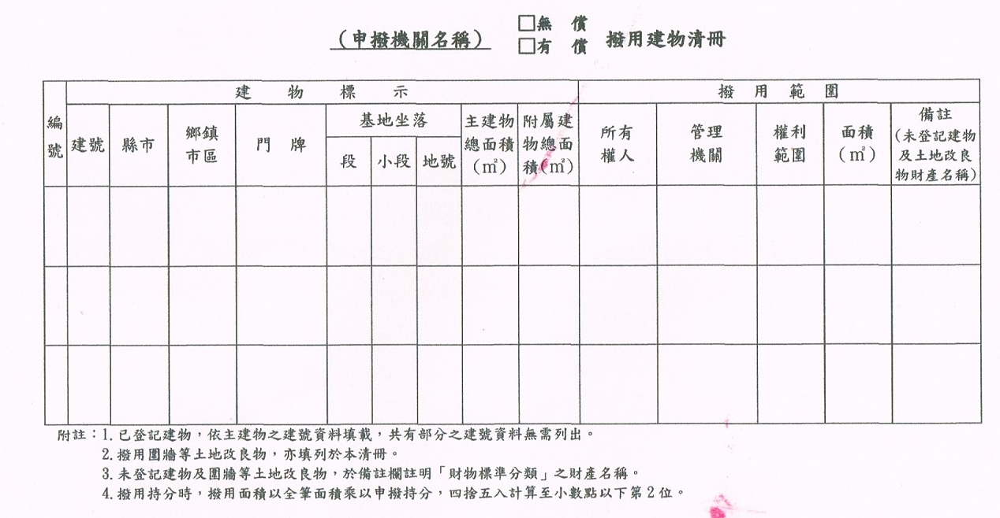 (申撥機關名稱) □無 償
□有 償 撥用建物清冊
編號
建 物 標 示
撥 用 範 圍
建號
縣市
鄉鎮
市區
門 牌
基地坐落
段
小段
地號
主建物
總面積
(㎡)
附屬建
物總面
積(㎡)
所有
權人
管理
機關
權利
範圍
面積
(㎡)
備註
(未登記建物
及土地改良
物財產名稱)
附註：1.已登記建物，依主建物之建號資料填載，共有部分之建號資料無需列出。
2.撥用圍牆等土地改良物，亦填列於本清冊。
3.未登記建物及圍牆等土地改良物，於備註欄註明「財物標準分類」之財產名稱。
4.撥用持分時，撥用面積以全筆面積乘以申撥持分，四捨五入計算至小數點以下第2位。